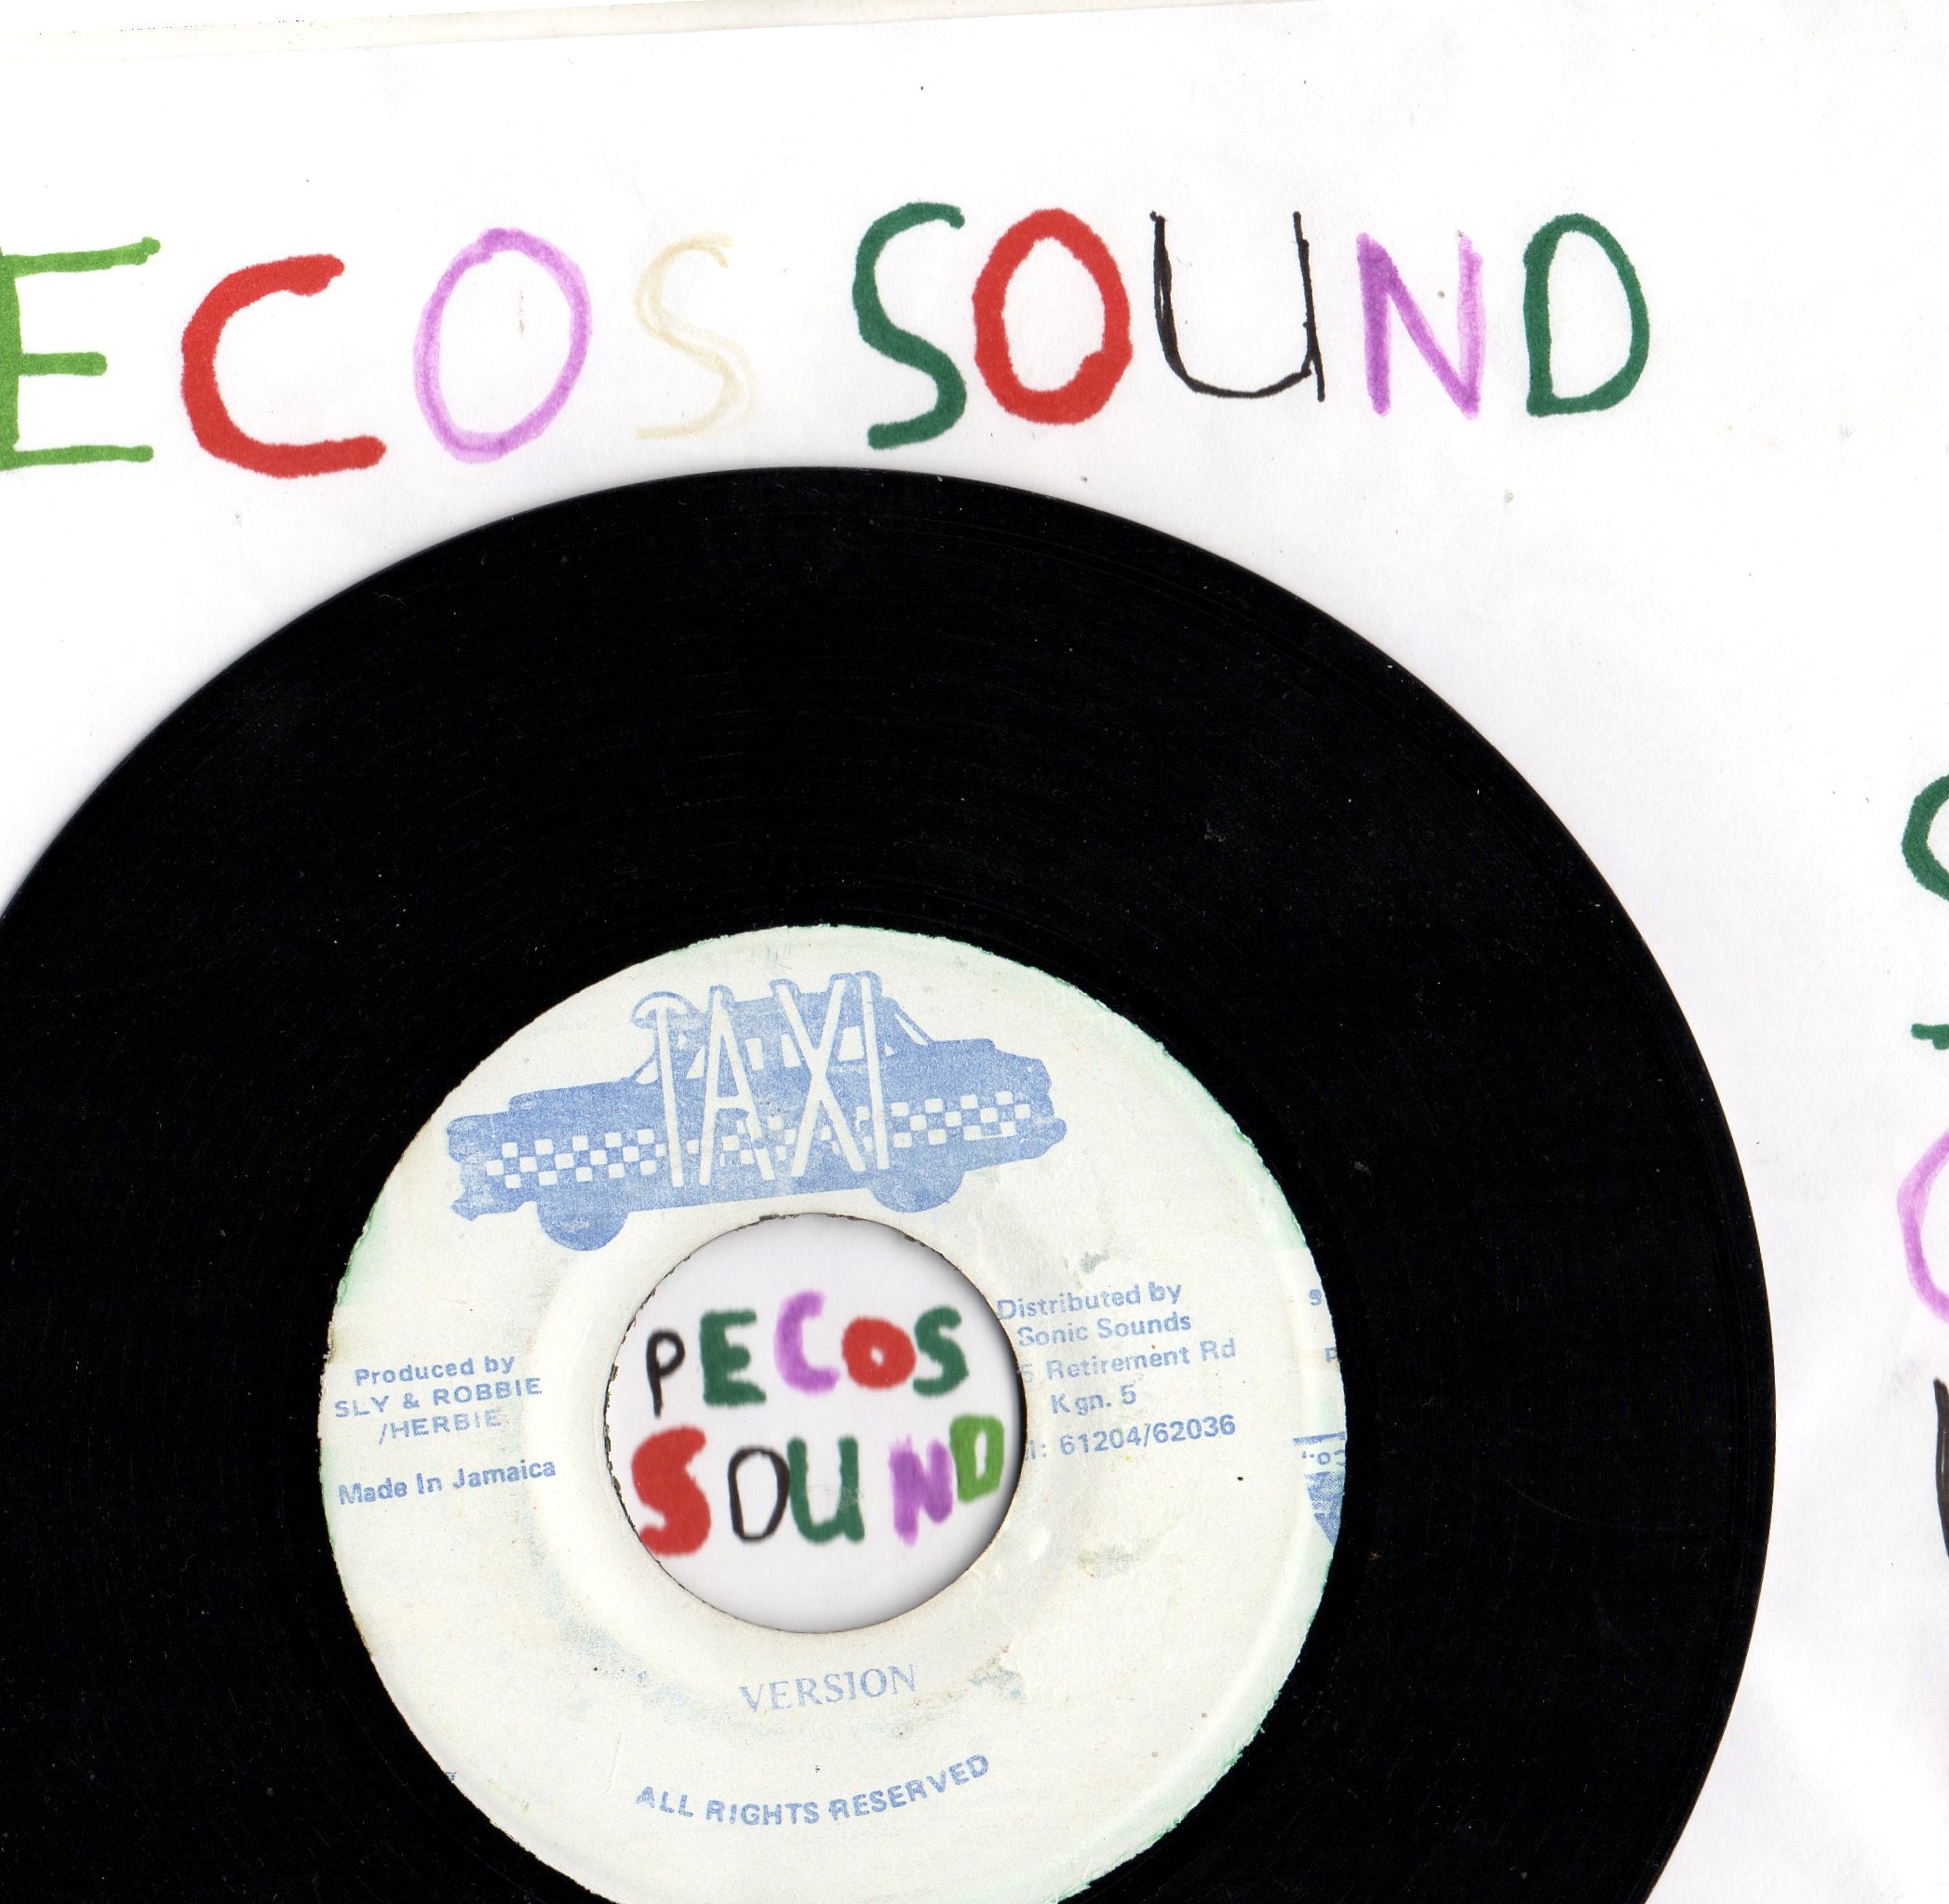 ECOS SOUND
TAXI
Produced by
SLY & ROBBIE
/HERBIE
Made In Jamaica
PECOS
SOUND
Distributed by
Sonic Sounds
5 Retirement Rd
Kgn. 5
: 61204/62036
VERSION
ALL RIGHTS RESERVED